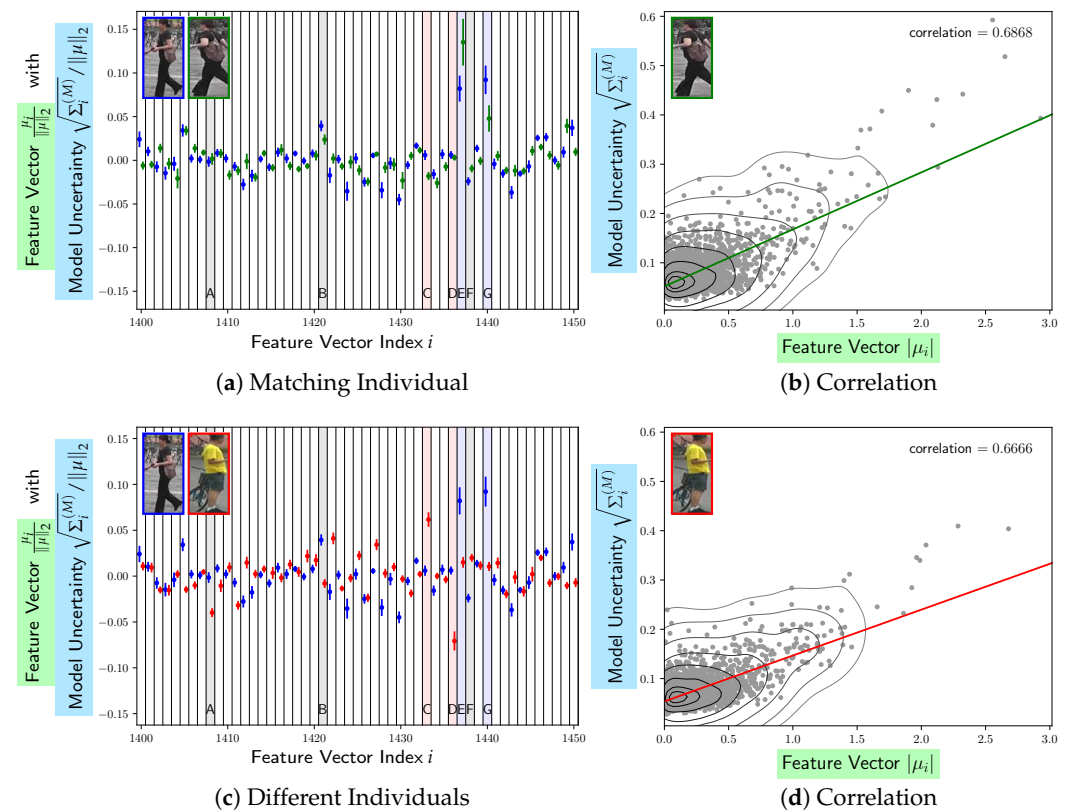 Feature Vector μ_i / ‖μ‖₂ with
Model Uncertainty √Σ_i^(M) / ‖μ‖₂
0.15
0.10
0.05
0.00
−0.05
−0.10
−0.15
A B C D E F G
1400 1410 1420 1430 1440 1450
Feature Vector Index i
(a) Matching Individual
Model Uncertainty √Σ_i^(M)
0.6
0.5
0.4
0.3
0.2
0.1
correlation = 0.6868
0.0 0.5 1.0 1.5 2.0 2.5 3.0
Feature Vector |μ_i|
(b) Correlation
Feature Vector μ_i / ‖μ‖₂ with
Model Uncertainty √Σ_i^(M) / ‖μ‖₂
0.15
0.10
0.05
0.00
−0.05
−0.10
−0.15
A B C D E F G
1400 1410 1420 1430 1440 1450
Feature Vector Index i
(c) Different Individuals
Model Uncertainty √Σ_i^(M)
0.6
0.5
0.4
0.3
0.2
0.1
correlation = 0.6666
0.0 0.5 1.0 1.5 2.0 2.5 3.0
Feature Vector |μ_i|
(d) Correlation